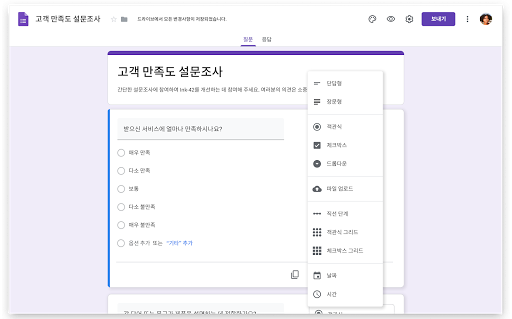 고객 만족도 설문조사
드라이브에서 모든 변경사항이 저장되었습니다.
보내기
질문 응답
고객 만족도 설문조사
간단한 설문조사에 참여하여 Ink-42를 개선하는 데 참여해 주세요. 여러분의 의견은 소중
받으신 서비스에 얼마나 만족하시나요?
매우 만족
다소 만족
보통
다소 불만족
매우 불만족
옵션 추가 또는 "기타" 추가
단답형
장문형
객관식
체크박스
드롭다운
파일 업로드
직선 단계
객관식 그리드
체크박스 그리드
날짜
시간
객관식